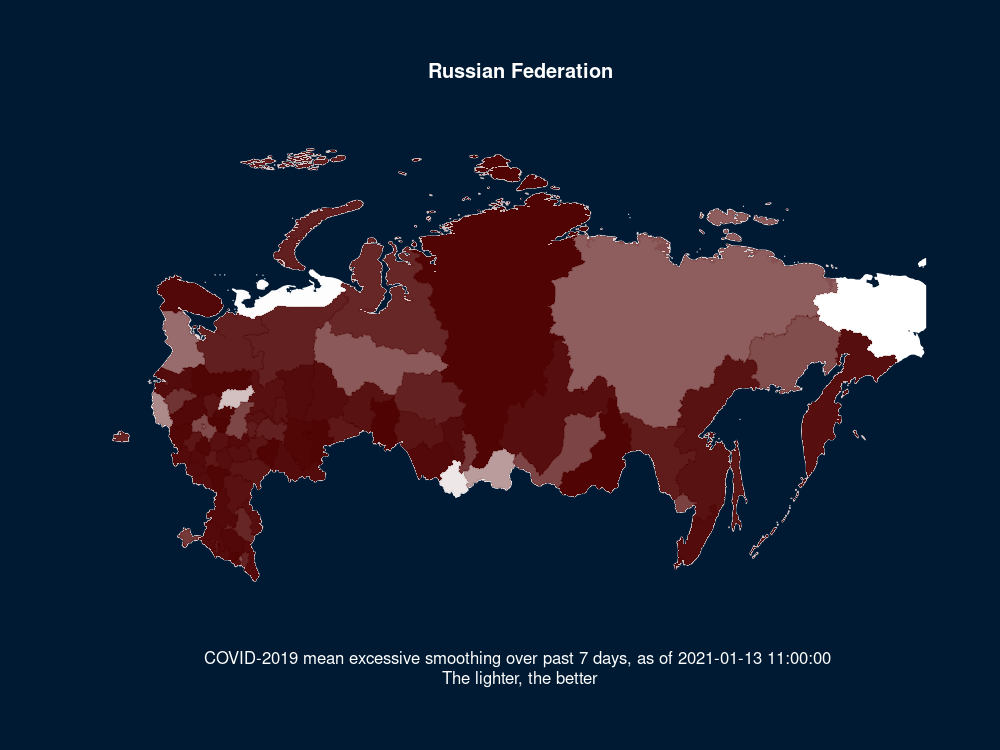 Russian Federation
COVID-2019 mean excessive smoothing over past 7 days, as of 2021-01-13 11:00:00
The lighter, the better